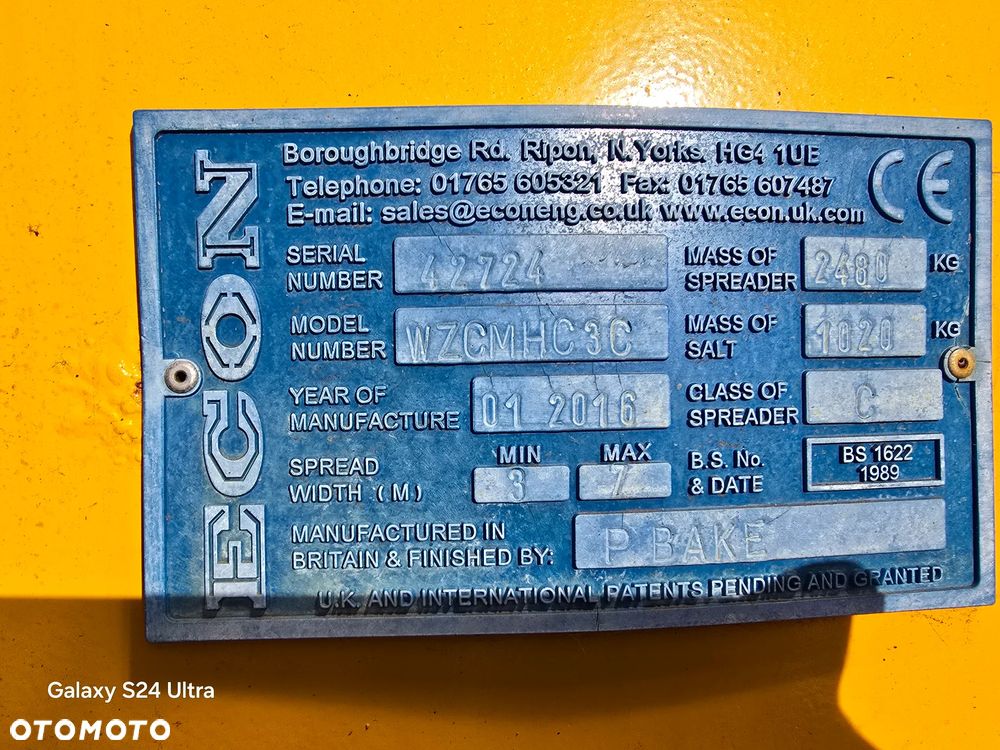 ECON
Boroughbridge Rd. Ripon, N.Yorks. HG4 1UE
Telephone: 01765 605321 Fax: 01765 607487
E-mail: sales@econeng.co.uk www.econ.uk.com
CE
SERIAL NUMBER 42724
MASS OF SPREADER 2480 KG
MODEL NUMBER WZCMHC3C
MASS OF SALT 1020 KG
YEAR OF MANUFACTURE 01 2016
CLASS OF SPREADER C
SPREAD WIDTH (M) MIN 3 MAX 7
B.S. No. & DATE BS 1622 1989
MANUFACTURED IN BRITAIN & FINISHED BY: P BAKE
U.K. AND INTERNATIONAL PATENTS PENDING AND GRANTED
Galaxy S24 Ultra
OTOMOTO